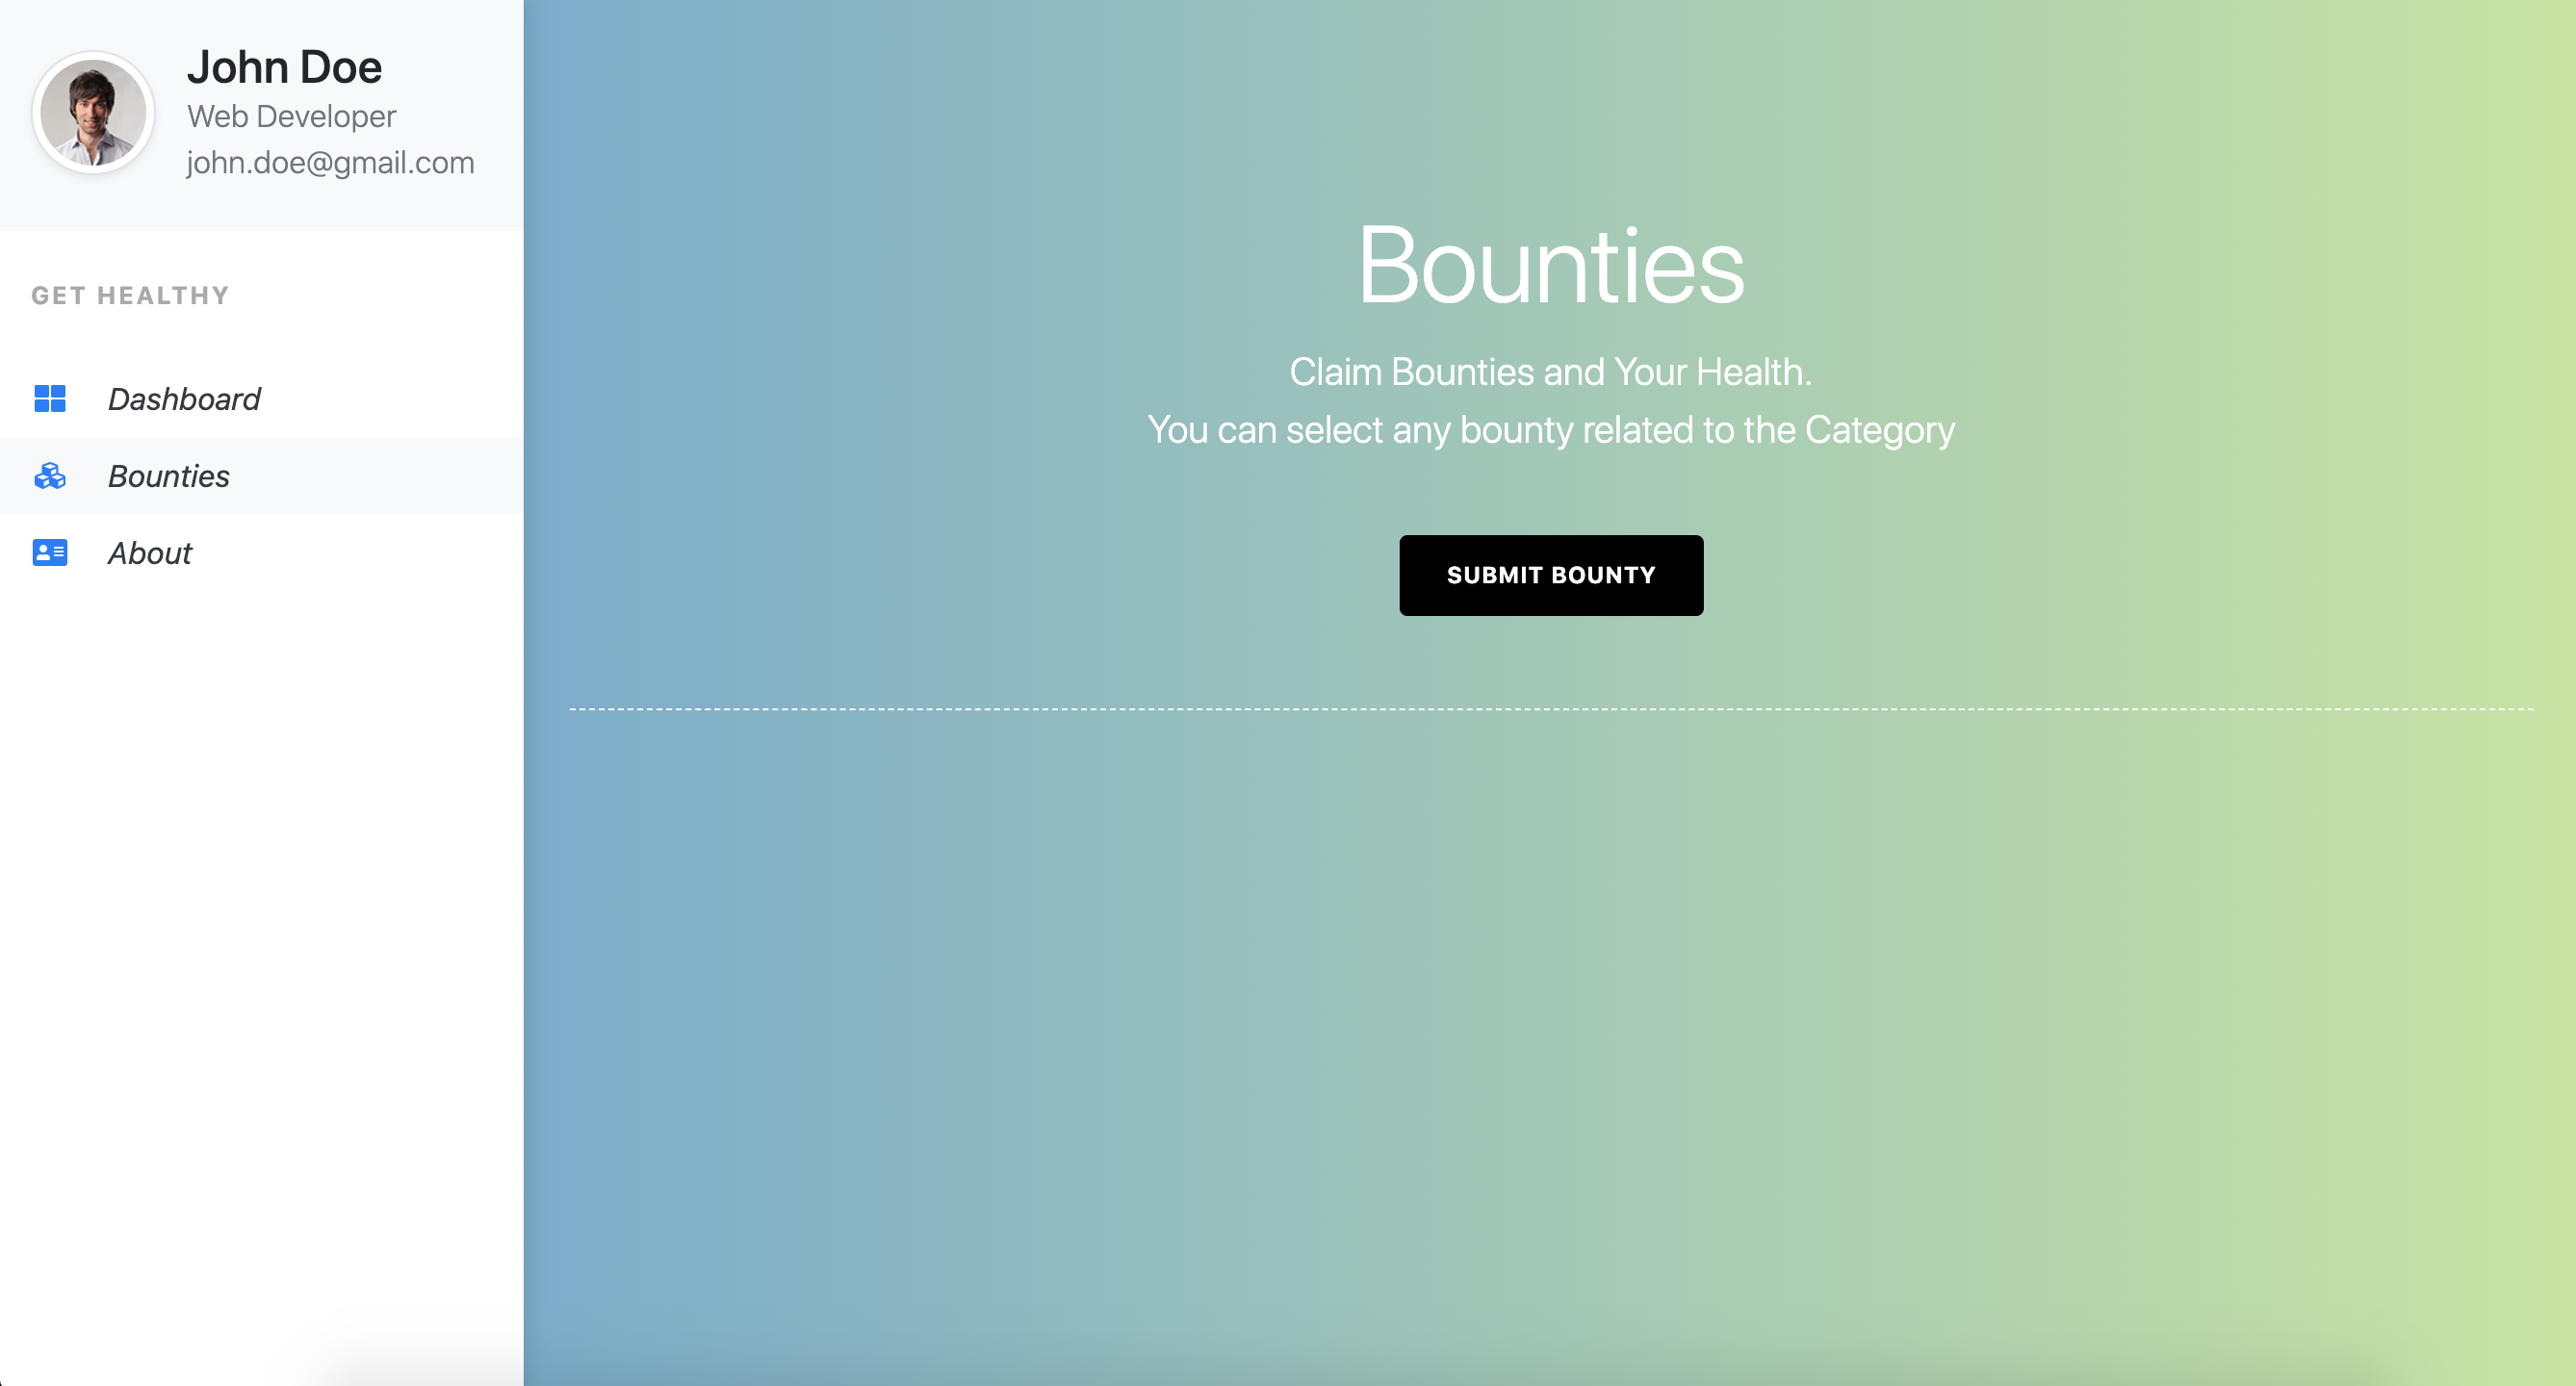 John Doe
Web Developer
john.doe@gmail.com
GET HEALTHY
Dashboard
Bounties
About
Bounties
Claim Bounties and Your Health.
You can select any bounty related to the Category
SUBMIT BOUNTY